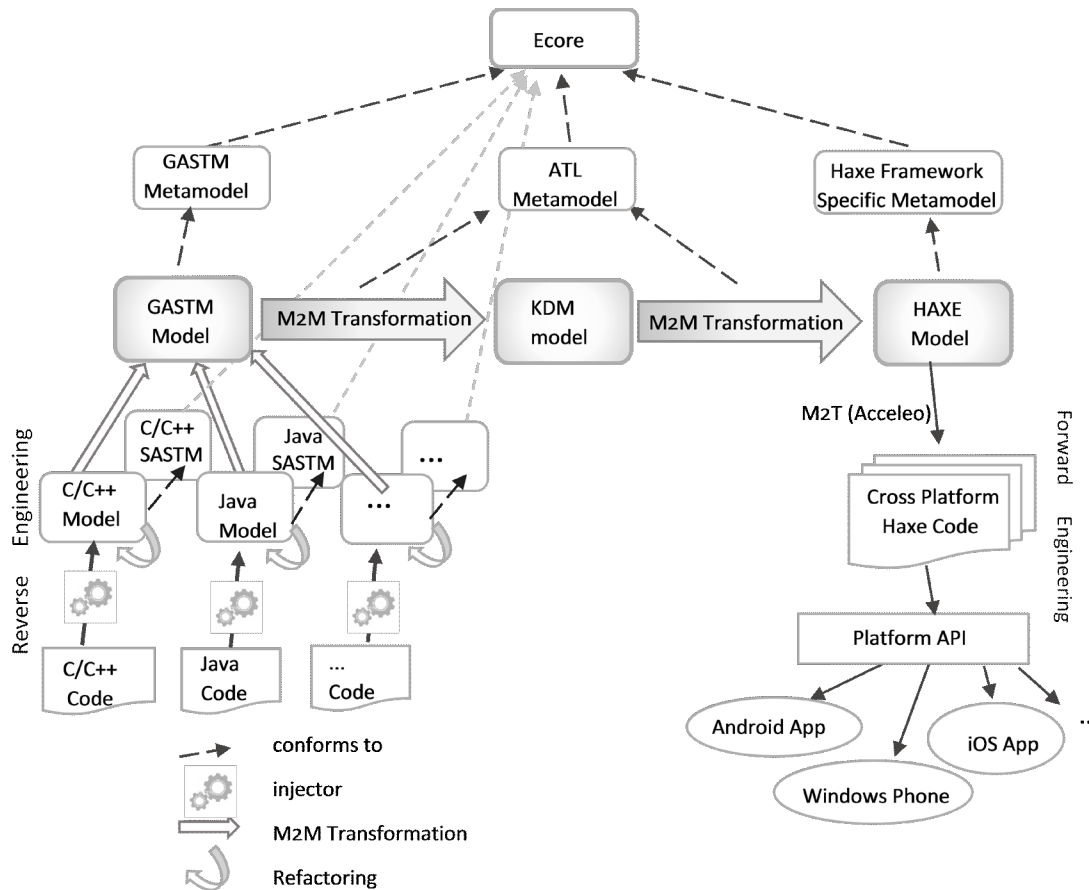 Ecore
GASTM
Metamodel
ATL
Metamodel
Haxe Framework
Specific Metamodel
GASTM
Model
M2M Transformation
KDM
model
M2M Transformation
HAXE
Model
M2T (Acceleo)
C/C++
SASTM
Java
SASTM
...
C/C++
Model
Java
Model
...
Reverse Engineering
Forward Engineering
Cross Platform
Haxe Code
C/C++
Code
Java
Code
...
Code
Platform API
Android App
Windows Phone
iOS App
..
conforms to
injector
M2M Transformation
Refactoring